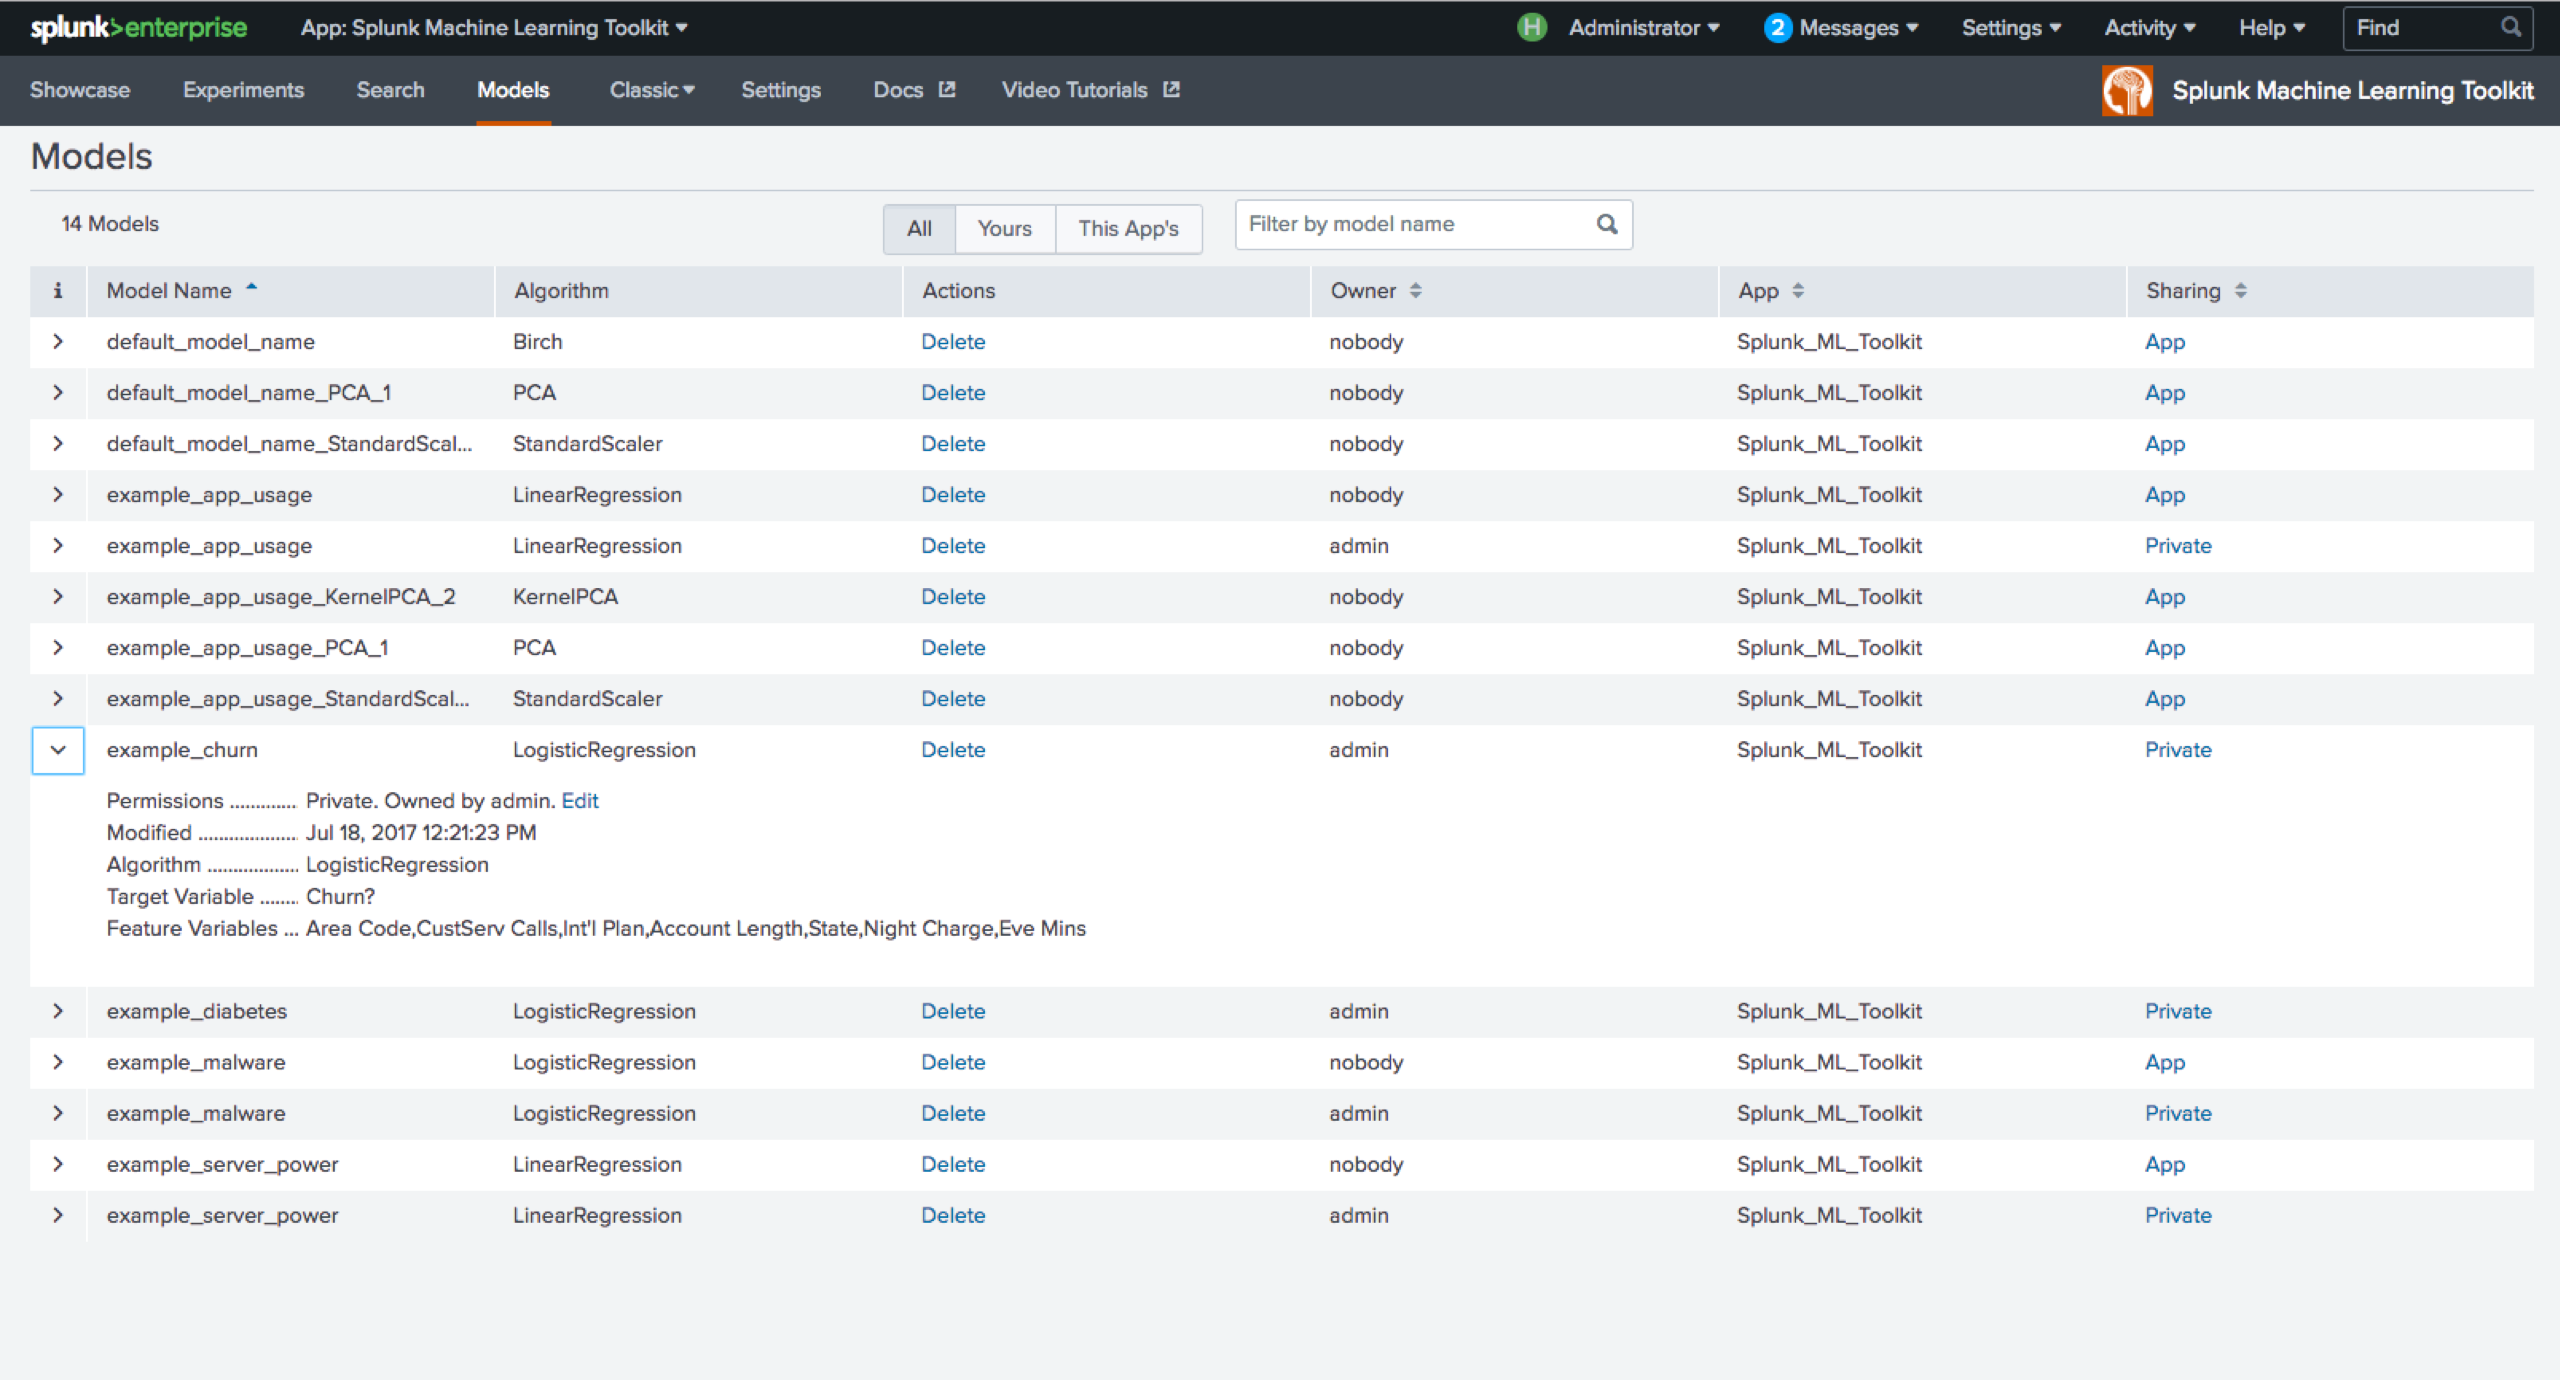 splunk>enterprise App: Splunk Machine Learning Toolkit H Administrator 2 Messages Settings Activity Help Find
Showcase Experiments Search Models Classic Settings Docs Video Tutorials Splunk Machine Learning Toolkit
Models
14 Models All Yours This App's Filter by model name
i Model Name Algorithm Actions Owner App Sharing
default_model_name Birch Delete nobody Splunk_ML_Toolkit App
default_model_name_PCA_1 PCA Delete nobody Splunk_ML_Toolkit App
default_model_name_StandardScal... StandardScaler Delete nobody Splunk_ML_Toolkit App
example_app_usage LinearRegression Delete nobody Splunk_ML_Toolkit App
example_app_usage LinearRegression Delete admin Splunk_ML_Toolkit Private
example_app_usage_KernelPCA_2 KernelPCA Delete nobody Splunk_ML_Toolkit App
example_app_usage_PCA_1 PCA Delete nobody Splunk_ML_Toolkit App
example_app_usage_StandardScal... StandardScaler Delete nobody Splunk_ML_Toolkit App
example_churn LogisticRegression Delete admin Splunk_ML_Toolkit Private
Permissions ............. Private. Owned by admin. Edit
Modified ................... Jul 18, 2017 12:21:23 PM
Algorithm .................. LogisticRegression
Target Variable ........ Churn?
Feature Variables ... Area Code,CustServ Calls,Int'l Plan,Account Length,State,Night Charge,Eve Mins
example_diabetes LogisticRegression Delete admin Splunk_ML_Toolkit Private
example_malware LogisticRegression Delete nobody Splunk_ML_Toolkit App
example_malware LogisticRegression Delete admin Splunk_ML_Toolkit Private
example_server_power LinearRegression Delete nobody Splunk_ML_Toolkit App
example_server_power LinearRegression Delete admin Splunk_ML_Toolkit Private